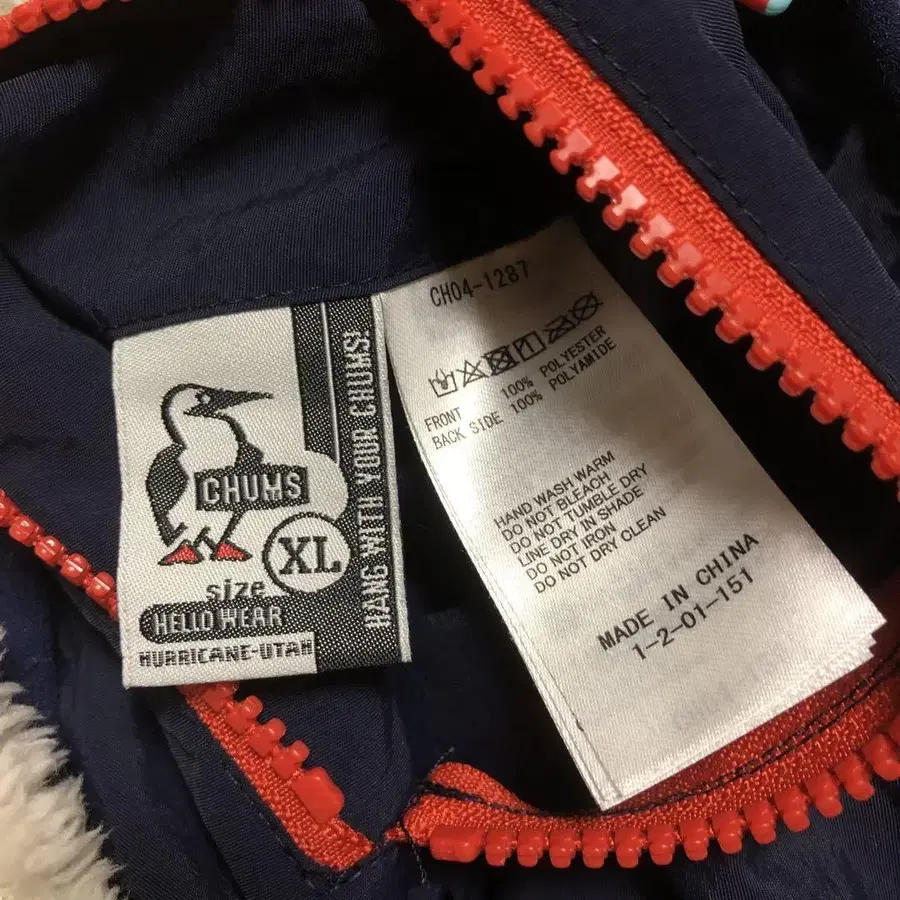 CHUMS
XL
size
HELLO WEAR
HURRICANE-UTAH
HANG WITH YOUR CHUMS!
CH04-1287
FRONT 100% POLYESTER
BACK SIDE 100% POLYAMIDE
HAND WASH WARM
DO NOT BLEACH
DO NOT TUMBLE DRY
LINE DRY IN SHADE
DO NOT IRON
DO NOT DRY CLEAN
MADE IN CHINA
1-2-01-151